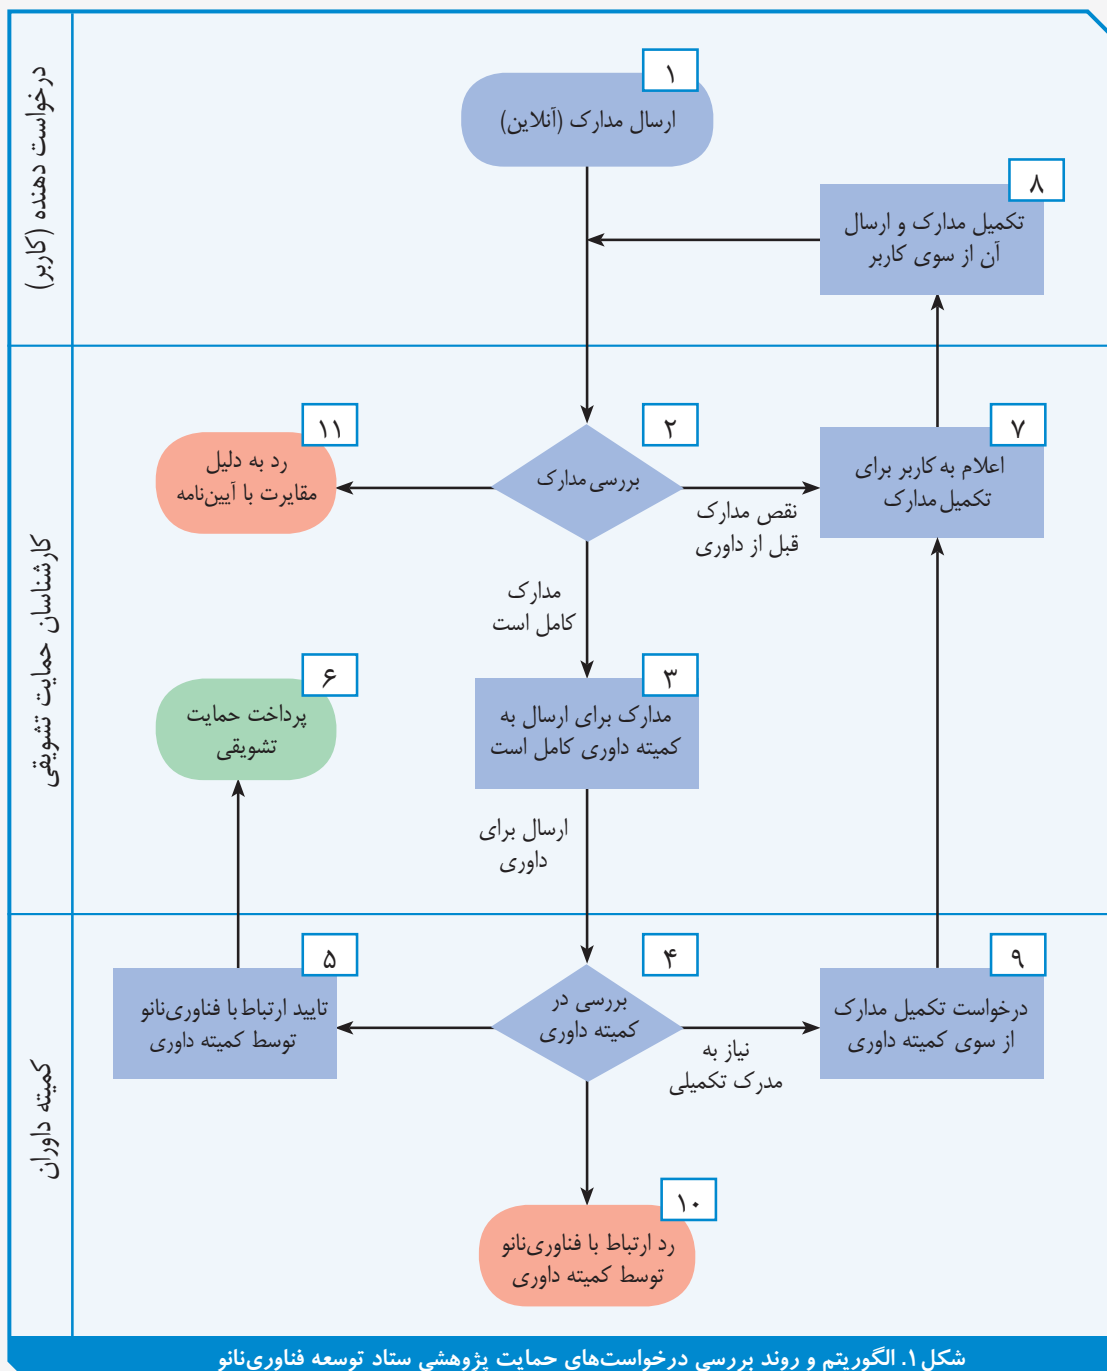 درخواست دهنده (کاربر)
۱
ارسال مدارک (آنلاین)
۸
تکمیل مدارک و ارسال
آن از سوی کاربر
کارشناسان حمایت تشویقی
۲
بررسی مدارک
۷
اعلام به کاربر برای
تکمیل مدارک
نقص مدارک
قبل از داوری
۱۱
رد به دلیل
مقایرت با آیین‌نامه
مدارک
کامل است
۳
مدارک برای ارسال به
کمیته داوری کامل است
۶
پرداخت حمایت
تشویقی
ارسال برای
داوری
کمیته داوران
۴
بررسی در
کمیته داوری
۹
درخواست تکمیل مدارک
از سوی کمیته داوری
نیاز به
مدرک تکمیلی
۵
تایید ارتباط با فناوری‌نانو
توسط کمیته داوری
۱۰
رد ارتباط با فناوری‌نانو
توسط کمیته داوری
شکل ۱. الگوریتم و روند بررسی درخواست‌های حمایت پژوهشی ستاد توسعه فناوری‌نانو